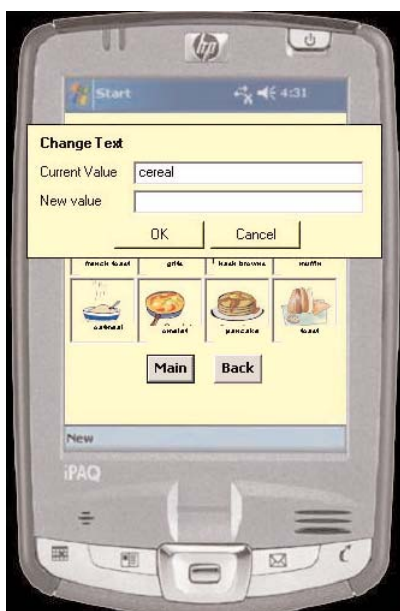 hp
Start 4:31
Change Text
Current Value cereal
New value
OK Cancel
french toast grits hash browns muffin
oatmeal omelet pancake toast
Main Back
New
iPAQ